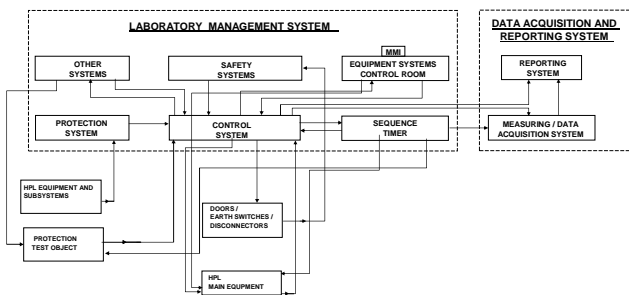 LABORATORY MANAGEMENT SYSTEM
DATA ACQUISITION AND
REPORTING SYSTEM
MMI
OTHER
SYSTEMS
SAFETY
SYSTEMS
EQUIPMENT SYSTEMS
CONTROL ROOM
REPORTING
SYSTEM
PROTECTION
SYSTEM
CONTROL
SYSTEM
SEQUENCE
TIMER
MEASURING / DATA
ACQUISITION SYSTEM
HPL EQUIPMENT AND
SUBSYSTEMS
DOORS /
EARTH SWITCHES /
DISCONNECTORS
PROTECTION
TEST OBJECT
HPL
MAIN EQUPMENT